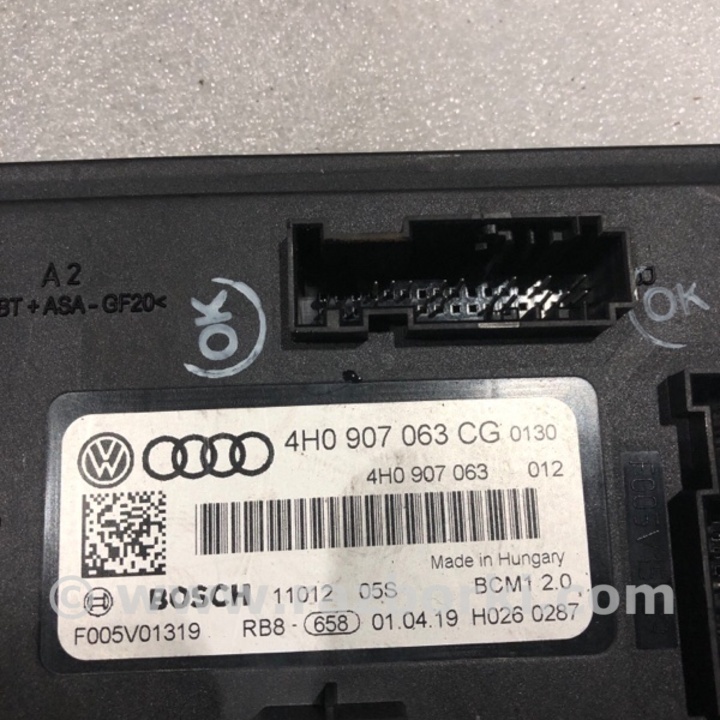 A 2
BT + ASA - GF20<
OK
OK
4H0 907 063 CG 0130
4H0 907 063 012
Made in Hungary
BOSCH 11012 05S BCM1 2.0
F005V01319 RB8- 658 01.04.19 H026 0287